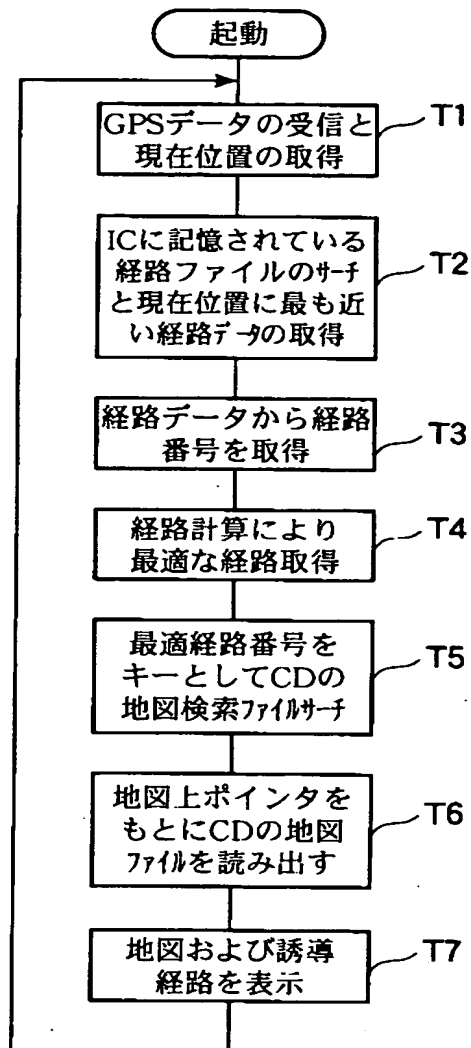 起動
GPSデータの受信と
現在位置の取得
T1
ICに記憶されている
経路ファイルのサーチ
と現在位置に最も近
い経路データの取得
T2
経路データから経路
番号を取得
T3
経路計算により
最適な経路取得
T4
最適経路番号を
キーとしてCDの
地図検索ファイルサーチ
T5
地図上ポインタを
もとにCDの地図
ファイルを読み出す
T6
地図および誘導
経路を表示
T7